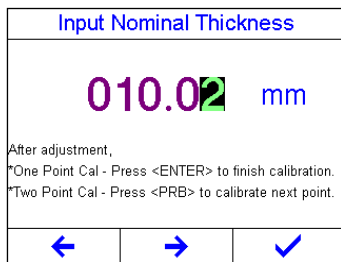 Input Nominal Thickness
010.02 mm
After adjustment,
*One Point Cal - Press <ENTER> to finish calibration.
*Two Point Cal - Press <PRB> to calibrate next point.